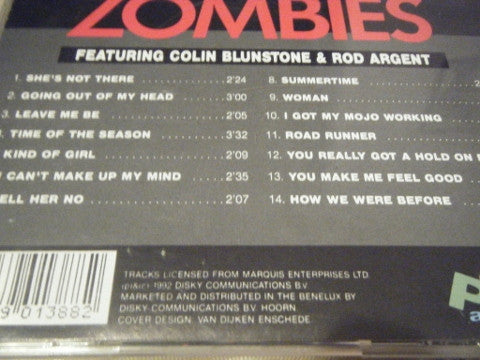 ZOMBIES
FEATURING COLIN BLUNSTONE & ROD ARGENT
1. SHE'S NOT THERE ............ 2'24
2. GOING OUT OF MY HEAD ...... 3'00
3. LEAVE ME BE ................ 2'05
. TIME OF THE SEASON .......... 3'32
KIND OF GIRL .................. 2'09
CAN'T MAKE UP MY MIND ...... 2'35
ELL HER NO .................. 2'07
8. SUMMERTIME
9. WOMAN
10. I GOT MY MOJO WORKING
11. ROAD RUNNER
12. YOU REALLY GOT A HOLD ON
13. YOU MAKE ME FEEL GOOD
14. HOW WE WERE BEFORE
9 013882
TRACKS LICENSED FROM MARQUIS ENTERPRISES LTD.
(p)&(c) 1992 DISKY COMMUNICATIONS B.V.
MARKETED AND DISTRIBUTED IN THE BENELUX BY
DISKY COMMUNICATIONS B.V. HOORN
COVER DESIGN: VAN DIJKEN ENSCHEDE